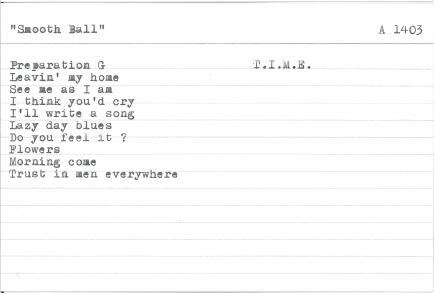 "Smooth Ball" A 1403
Preparation G T.I.M.E.
Leavin' my home
See me as I am
I think you'd cry
I'll write a song
Lazy day blues
Do you feel it ?
Flowers
Morning come
Trust in men everywhere